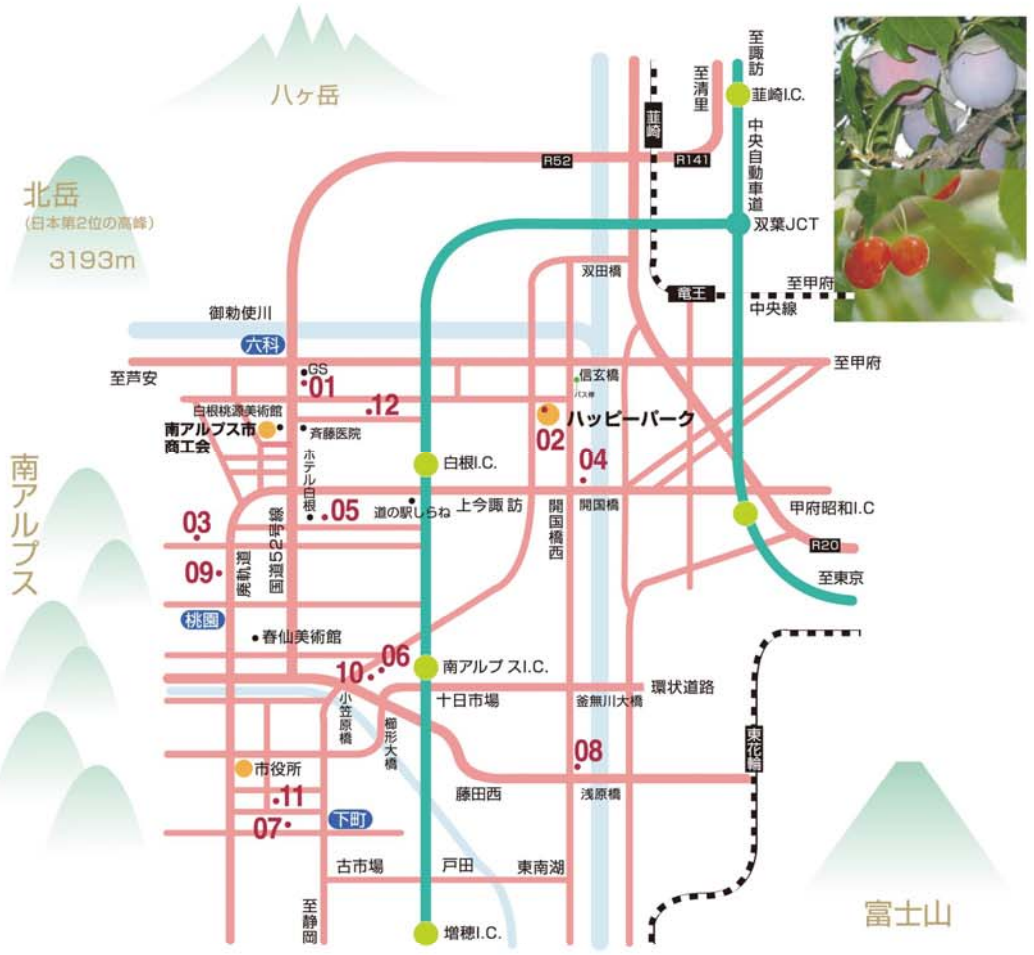 八ヶ岳
北岳
(日本第2位の高峰)
3193m
至諏訪
韮崎I.C.
至清里
韮崎
中央自動車道
R52
R141
双葉JCT
双田橋
竜王
至甲府
中央線
御勅使川
六科
至芦安
GS
01
12
信玄橋
バス停
至甲府
白根桃源美術館
南アルプス市
商工会
斉藤医院
ハッピーパーク
02
04
白根I.C.
ホテル白根
05
道の駅しらね
上今諏訪
開国橋西
開国橋
甲府昭和I.C
R20
至東京
南アルプス
03
09
廃軌道
国道52号線
桃園
春仙美術館
10
06
南アルプスI.C.
小笠原橋
櫛形大橋
十日市場
釜無川大橋
環状道路
東花輪
市役所
11
07
下町
08
藤田西
浅原橋
古市場
戸田
東南湖
至静岡
増穂I.C.
富士山